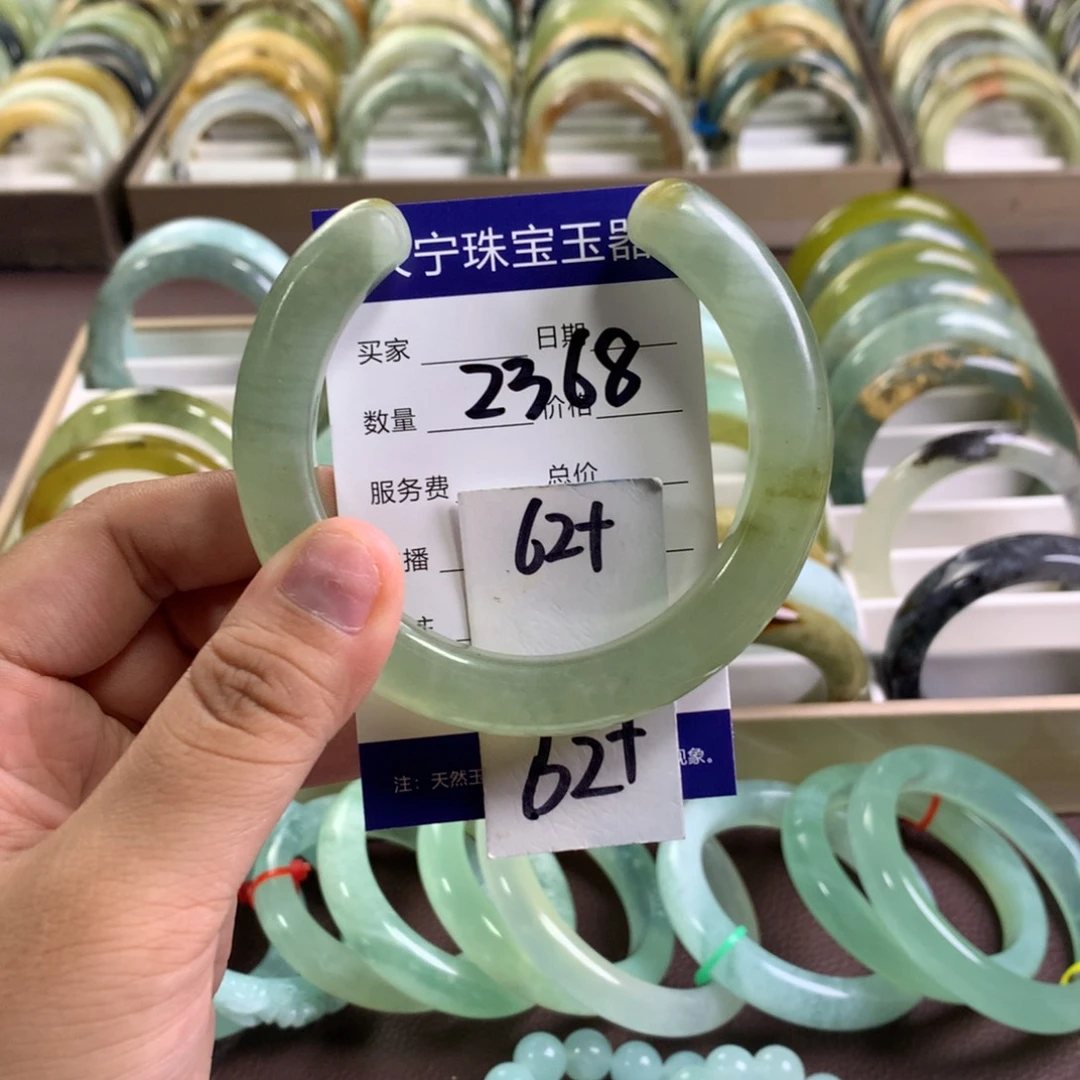 宁珠宝玉器
买家 日期
2368
数量 价格
服务费 总价
62+
播
主
62+
注：天然玉 现象。